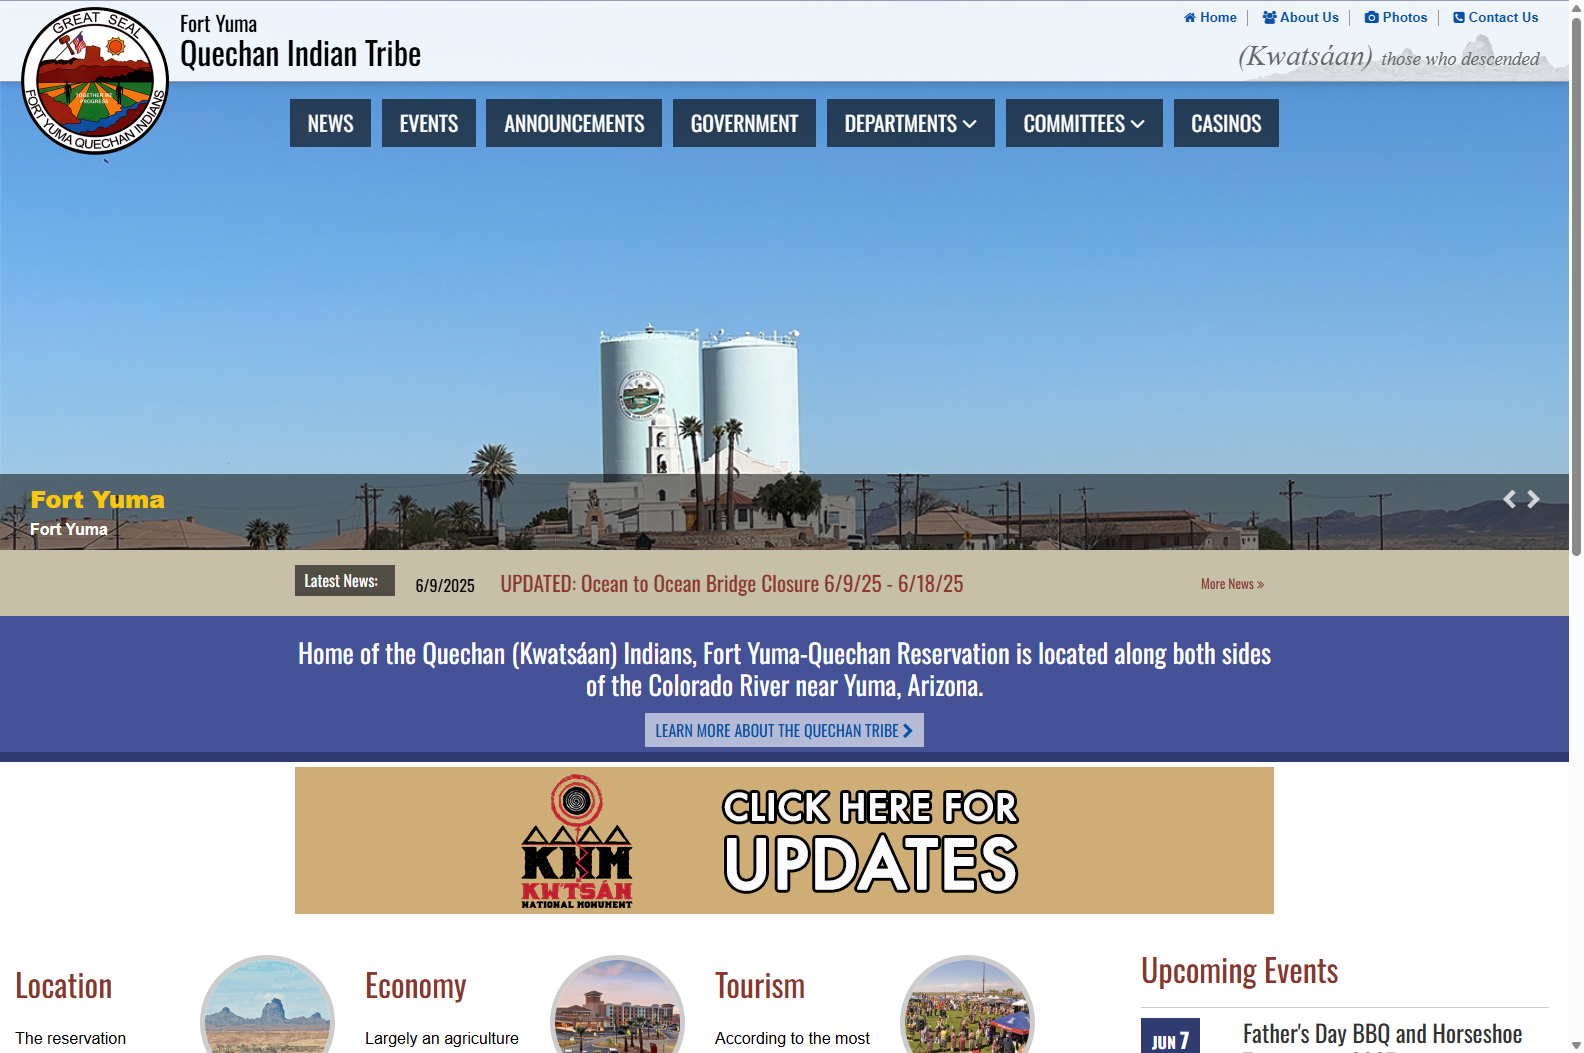 GREAT SEAL
TOGETHER WE
PROGRESS
FORT YUMA QUECHAN INDIANS
Fort Yuma
Quechan Indian Tribe
Home
About Us
Photos
Contact Us
(Kwatsáan) those who descended
NEWS
EVENTS
ANNOUNCEMENTS
GOVERNMENT
DEPARTMENTS
COMMITTEES
CASINOS
Fort Yuma
Fort Yuma
Latest News:
6/9/2025
UPDATED: Ocean to Ocean Bridge Closure 6/9/25 - 6/18/25
More News »
Home of the Quechan (Kwatsáan) Indians, Fort Yuma-Quechan Reservation is located along both sides
of the Colorado River near Yuma, Arizona.
LEARN MORE ABOUT THE QUECHAN TRIBE
KNM
KW'TSÁN
NATIONAL MONUMENT
CLICK HERE FOR
UPDATES
Location
The reservation
Economy
Largely an agriculture
Tourism
According to the most
Upcoming Events
JUN 7
Father's Day BBQ and Horseshoe